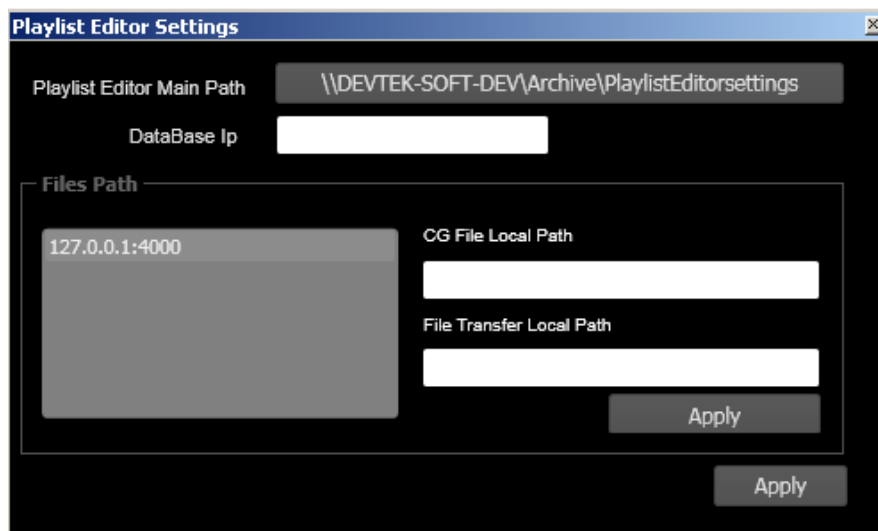 Playlist Editor Settings
Playlist Editor Main Path
\\DEVTEK-SOFT-DEV\Archive\PlaylistEditorsettings
DataBase Ip
Files Path
127.0.0.1:4000
CG File Local Path
File Transfer Local Path
Apply
Apply